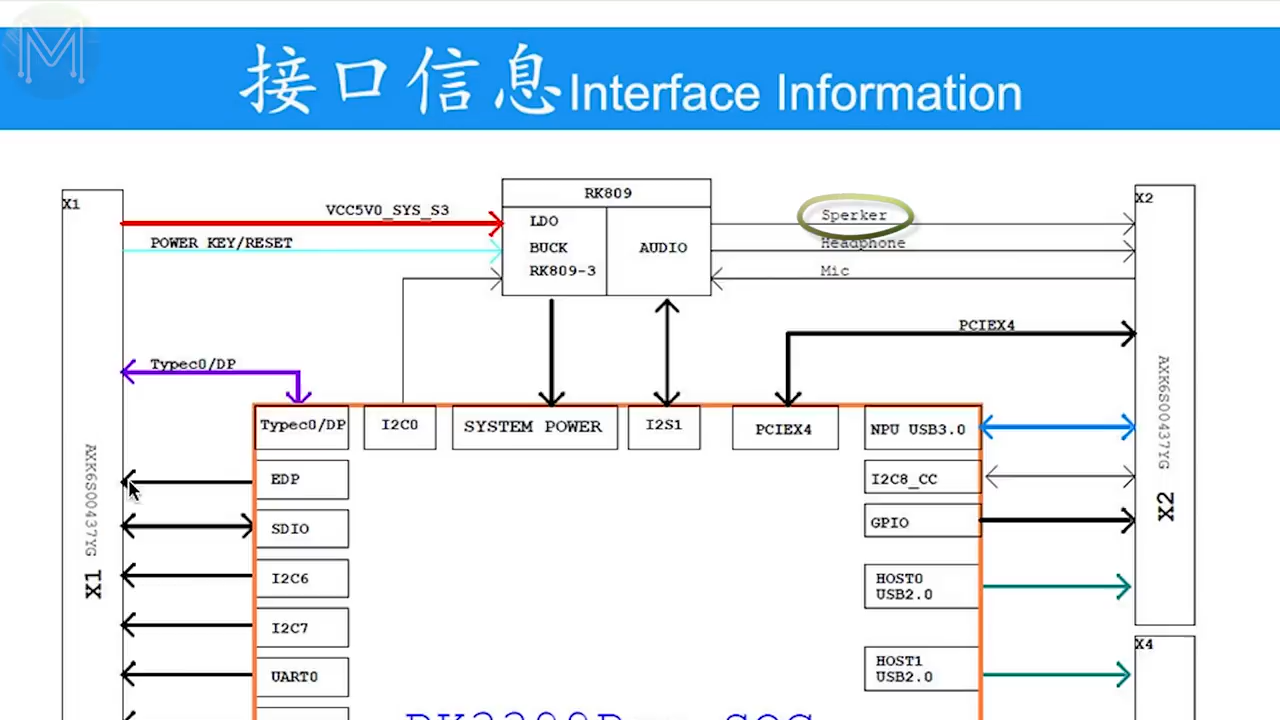 M
接口信息Interface Information
X1
VCC5V0_SYS_S3
POWER KEY/RESET
RK809
LDO
BUCK
RK809-3
AUDIO
Sperker
Headphone
Mic
X2
PCIEX4
Typec0/DP
Typec0/DP
I2C0
SYSTEM POWER
I2S1
PCIEX4
NPU USB3.0
EDP
I2C8_CC
SDIO
GPIO
I2C6
HOST0
USB2.0
I2C7
UART0
HOST1
USB2.0
AXK6S00437YG
X1
AXK6S00437YG
X2
X4